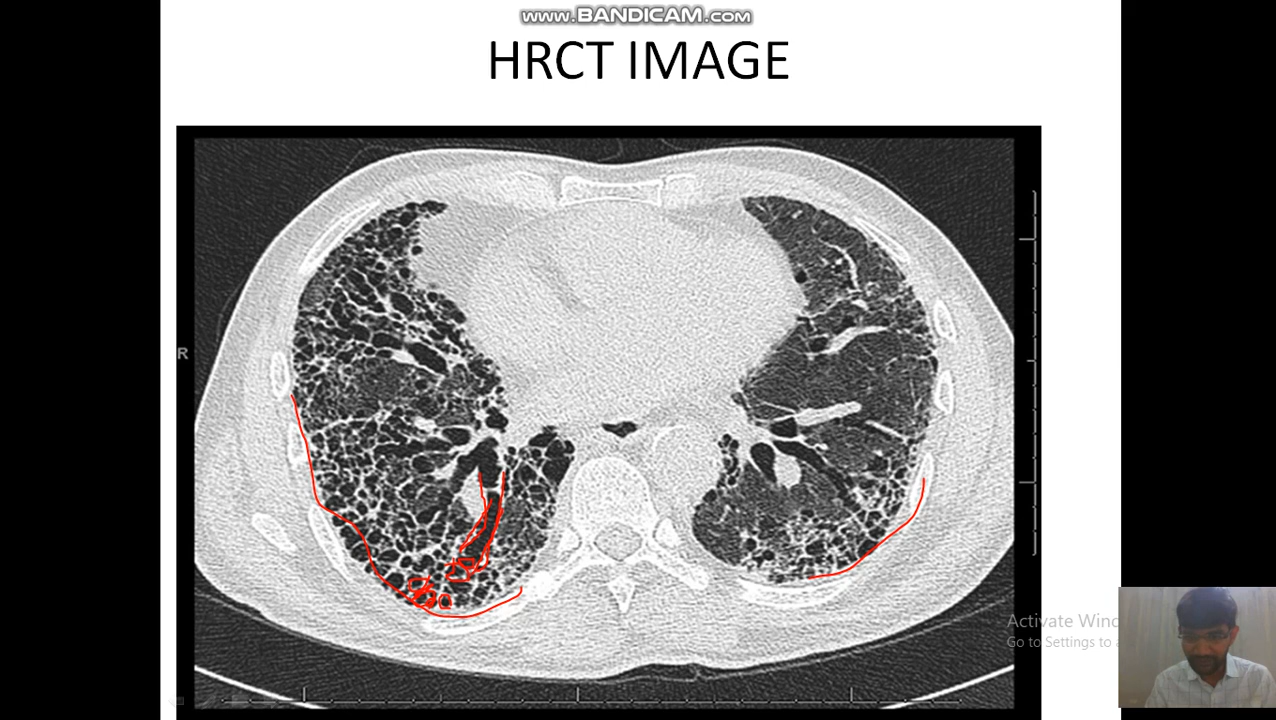 www.BANDICAM.com
HRCT IMAGE
R
Activate Wind
Go to Settings to a